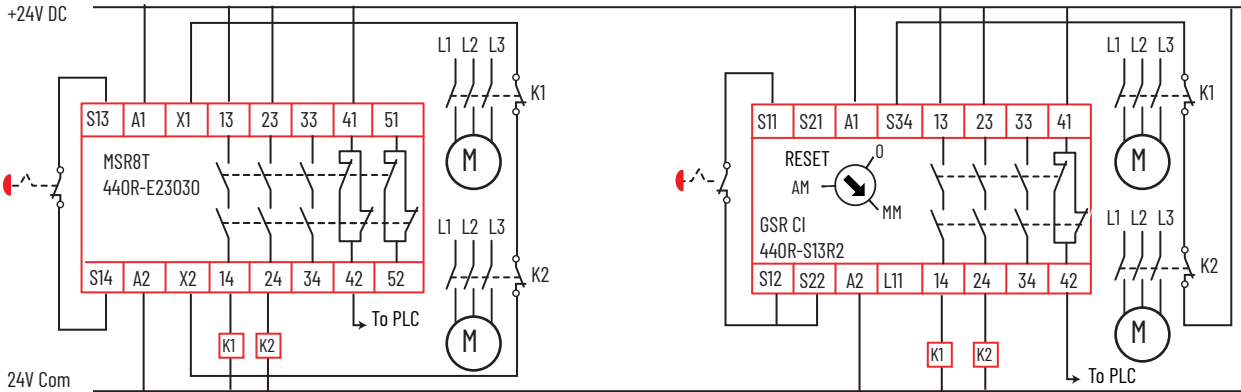 +24V DC
L1 L2 L3
K1
S13 A1 X1 13 23 33 41 51
MSR8T
440R-E23030
M
L1 L2 L3
K2
S14 A2 X2 14 24 34 42 52
To PLC
K1 K2
M
24V Com
L1 L2 L3
K1
S11 S21 A1 S34 13 23 33 41
RESET
0
AM
MM
GSR CI
440R-S13R2
M
L1 L2 L3
K2
S12 S22 A2 L11 14 24 34 42
M
K1 K2
To PLC